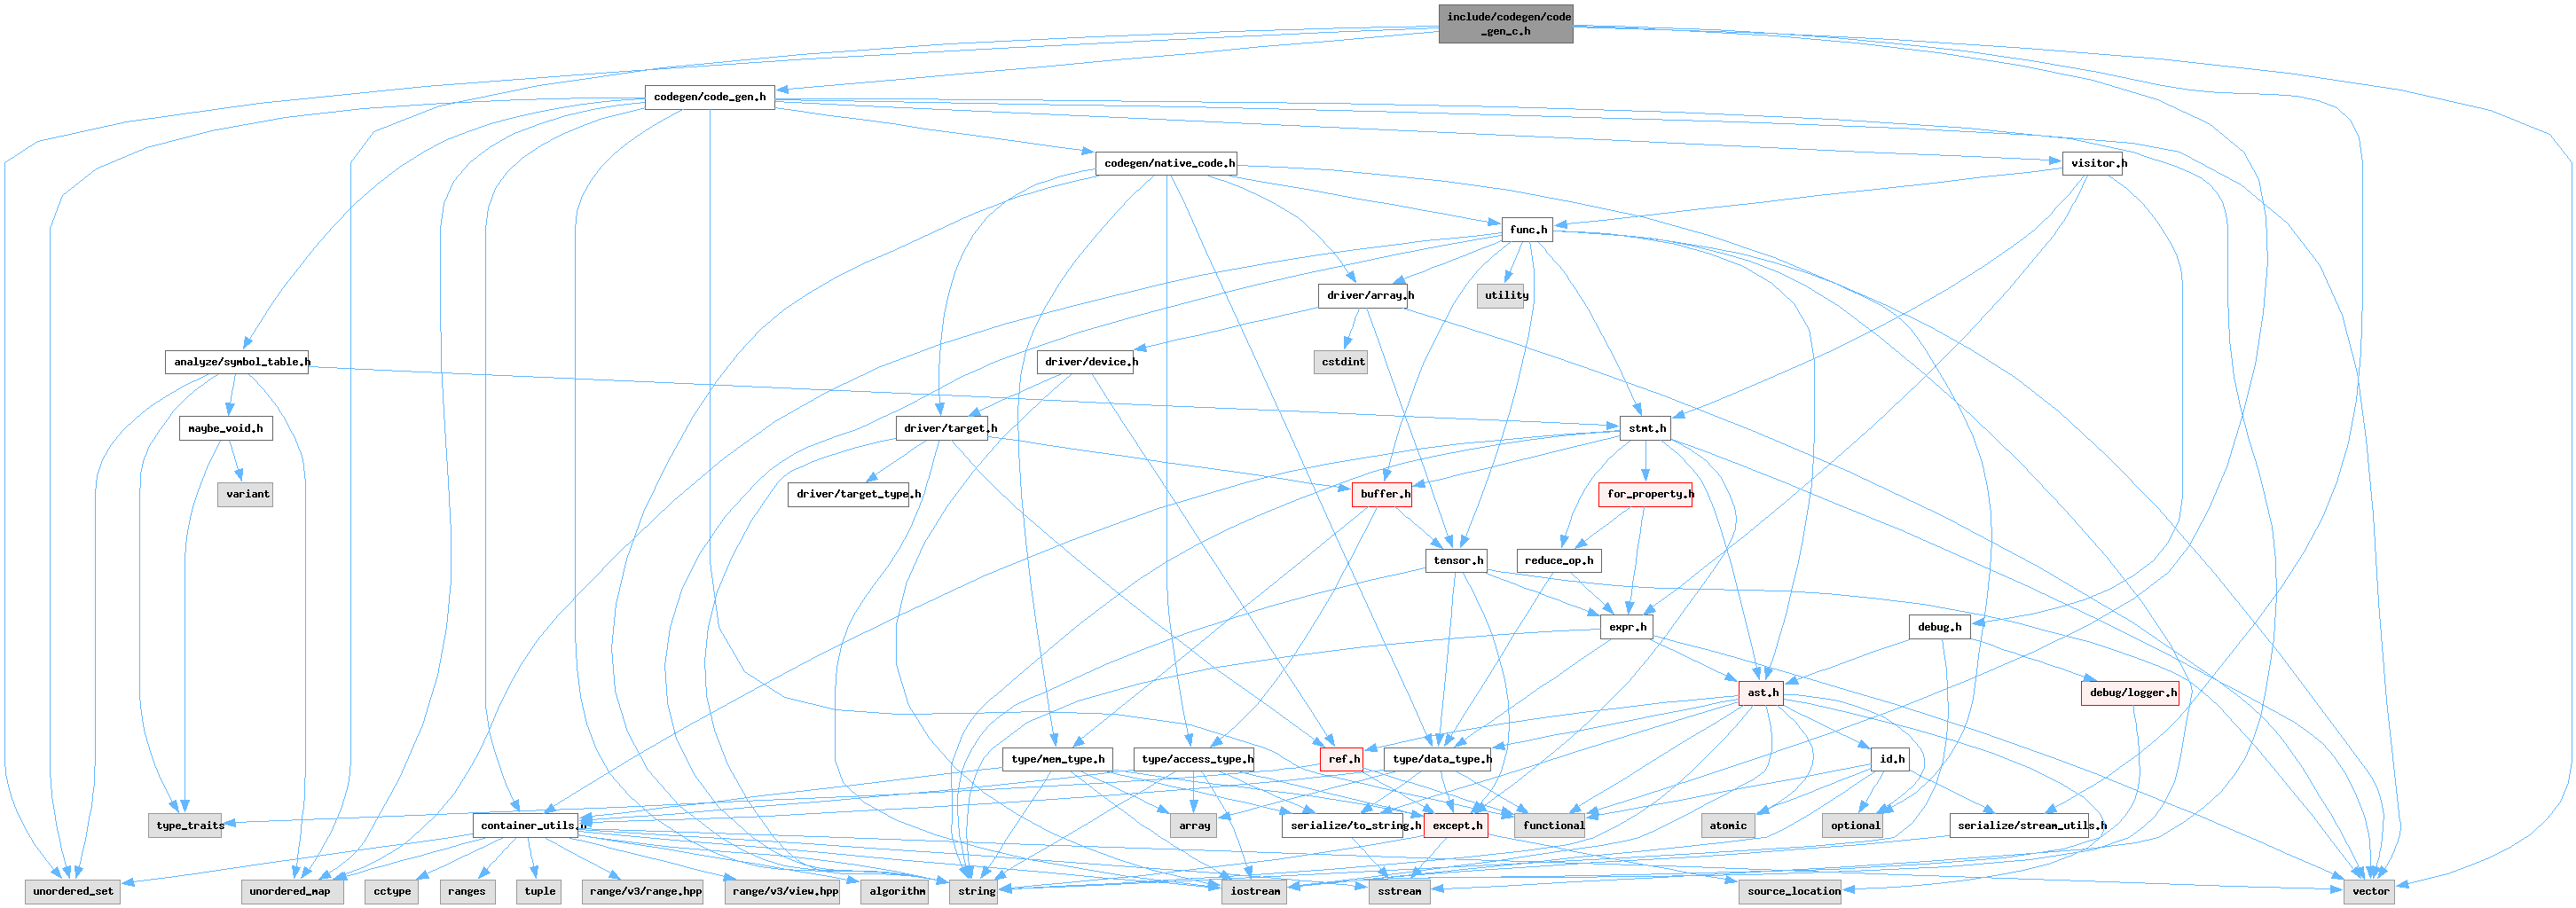 include/codegen/code
_gen_c.h
codegen/code_gen.h
codegen/native_code.h
visitor.h
func.h
driver/array.h
utility
analyze/symbol_table.h
driver/device.h
cstdint
maybe_void.h
driver/target.h
stmt.h
variant
driver/target_type.h
buffer.h
for_property.h
tensor.h
reduce_op.h
expr.h
debug.h
ast.h
debug/logger.h
type/mem_type.h
type/access_type.h
ref.h
type/data_type.h
id.h
type_traits
container_utils.h
array
serialize/to_string.h
except.h
functional
atomic
optional
serialize/stream_utils.h
unordered_set
unordered_map
cctype
ranges
tuple
range/v3/range.hpp
range/v3/view.hpp
algorithm
string
iostream
sstream
source_location
vector